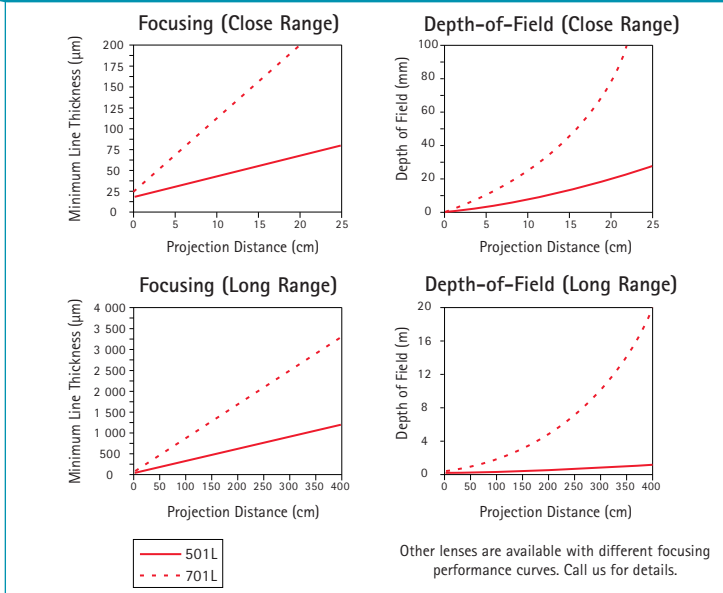 Focusing (Close Range)
Minimum Line Thickness (µm)
200
175
150
125
100
75
50
25
0
0 5 10 15 20 25
Projection Distance (cm)
Depth-of-Field (Close Range)
Depth of Field (mm)
100
80
60
40
20
0
0 5 10 15 20 25
Projection Distance (cm)
Focusing (Long Range)
Minimum Line Thickness (µm)
4 000
3 500
3 000
2 500
2 000
1 500
1 000
500
0
0 50 100 150 200 250 300 350 400
Projection Distance (cm)
Depth-of-Field (Long Range)
Depth of Field (m)
20
16
12
8
4
0
0 50 100 150 200 250 300 350 400
Projection Distance (cm)
501L
701L
Other lenses are available with different focusing
performance curves. Call us for details.